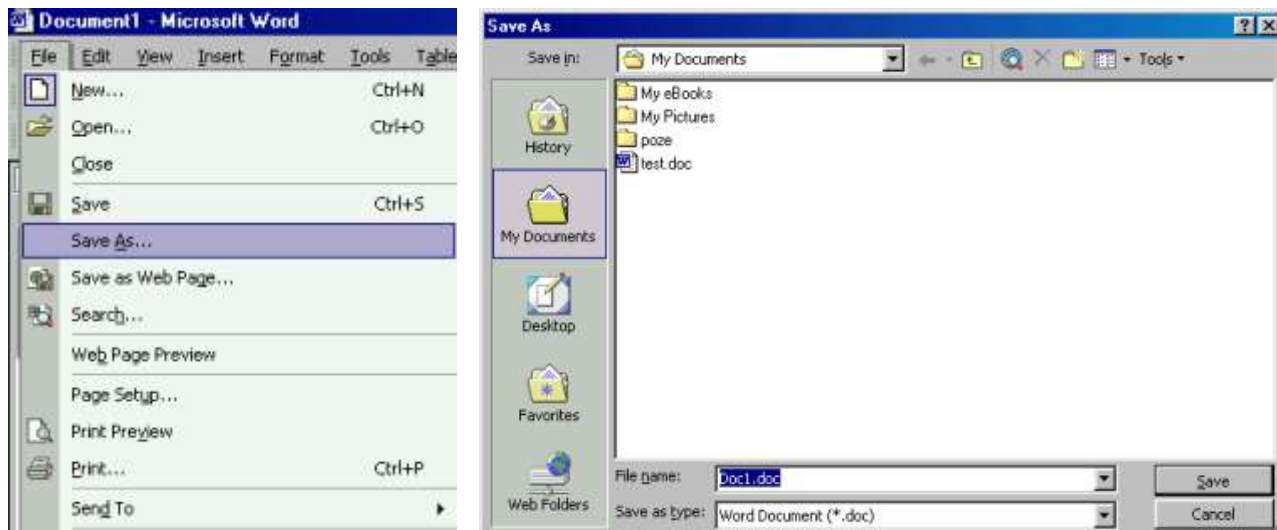 Document1 - Microsoft Word
File Edit View Insert Format Tools Table
New... Ctrl+N
Open... Ctrl+O
Close
Save Ctrl+S
Save As...
Save as Web Page...
Search...
Web Page Preview
Page Setup...
Print Preview
Print... Ctrl+P
Send To
Save As
Save in: My Documents Tools
My eBooks
My Pictures
poze
test.doc
History
My Documents
Desktop
Favorites
Web Folders
File name: Doc1.doc Save
Save as type: Word Document (*.doc) Cancel